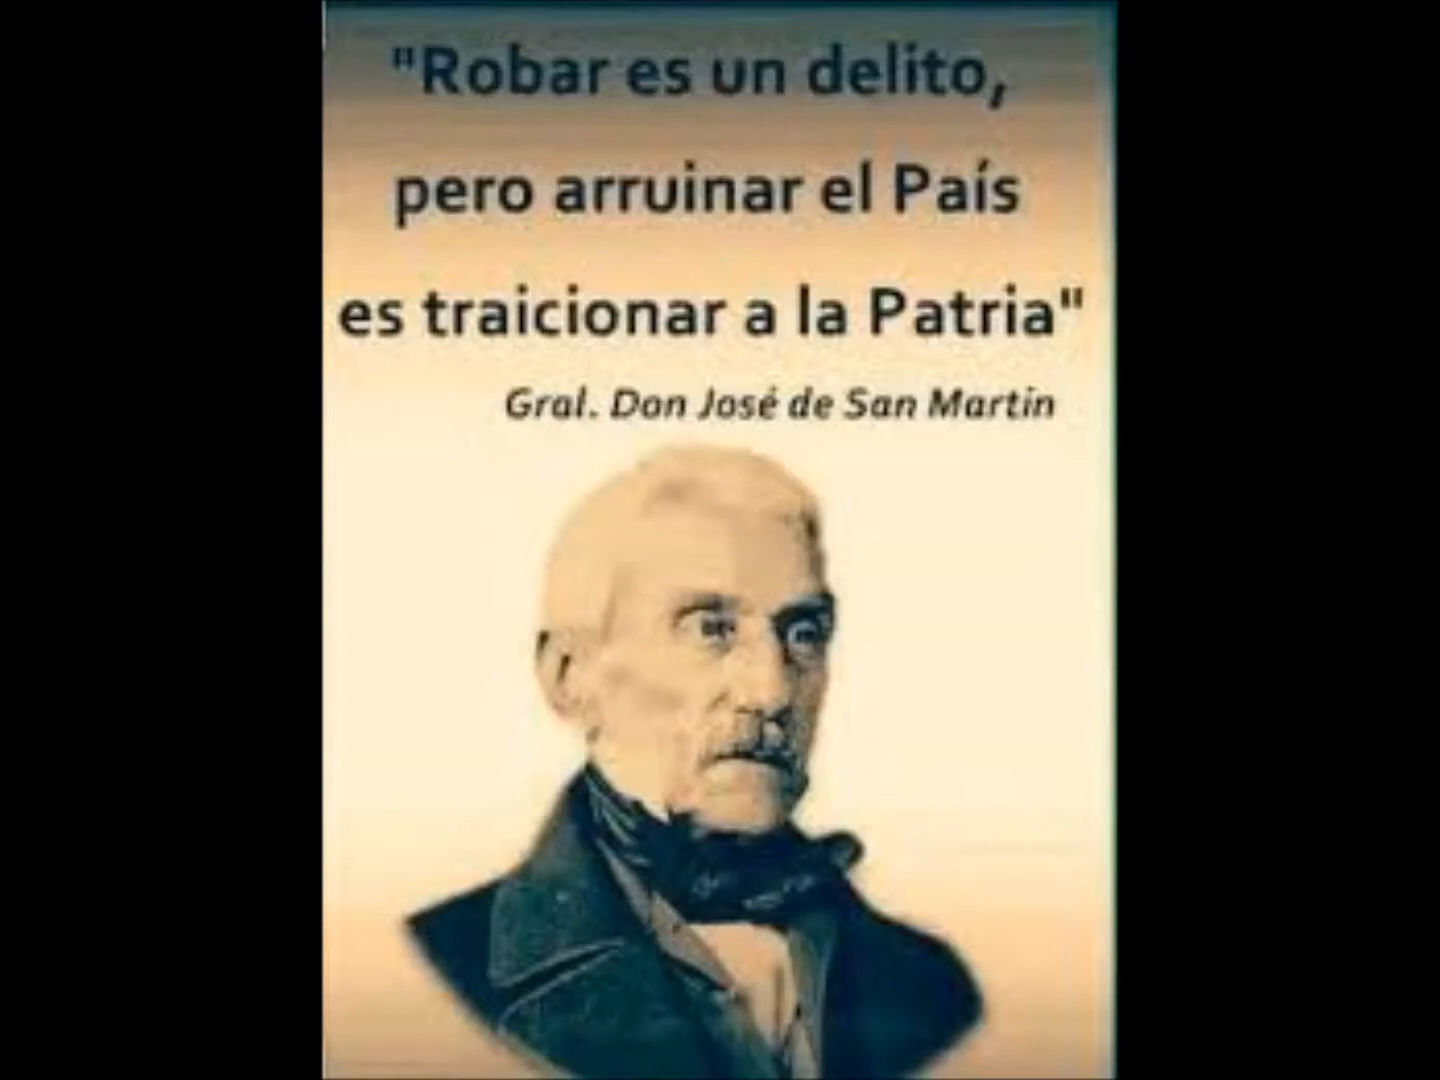 "Robar es un delito,
pero arruinar el País
es traicionar a la Patria"
Gral. Don José de San Martin